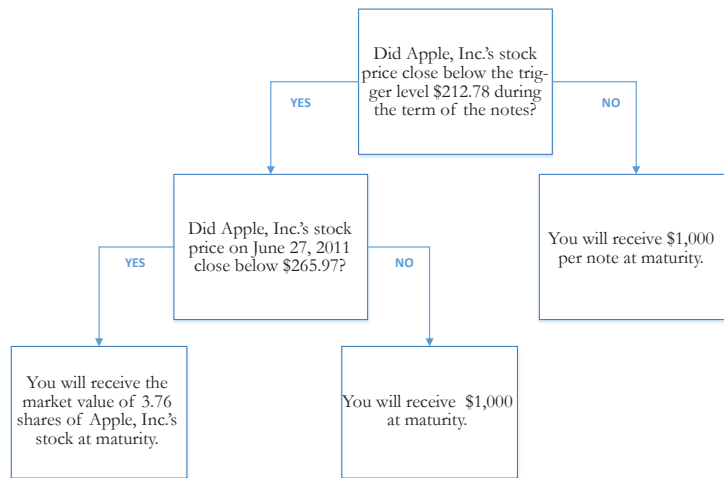 Did Apple, Inc.'s stock
price close below the trig-
ger level $212.78 during
the term of the notes?
YES
NO
Did Apple, Inc.'s stock
price on June 27, 2011
close below $265.97?
You will receive $1,000
per note at maturity.
YES
NO
You will receive the
market value of 3.76
shares of Apple, Inc.'s
stock at maturity.
You will receive $1,000
at maturity.